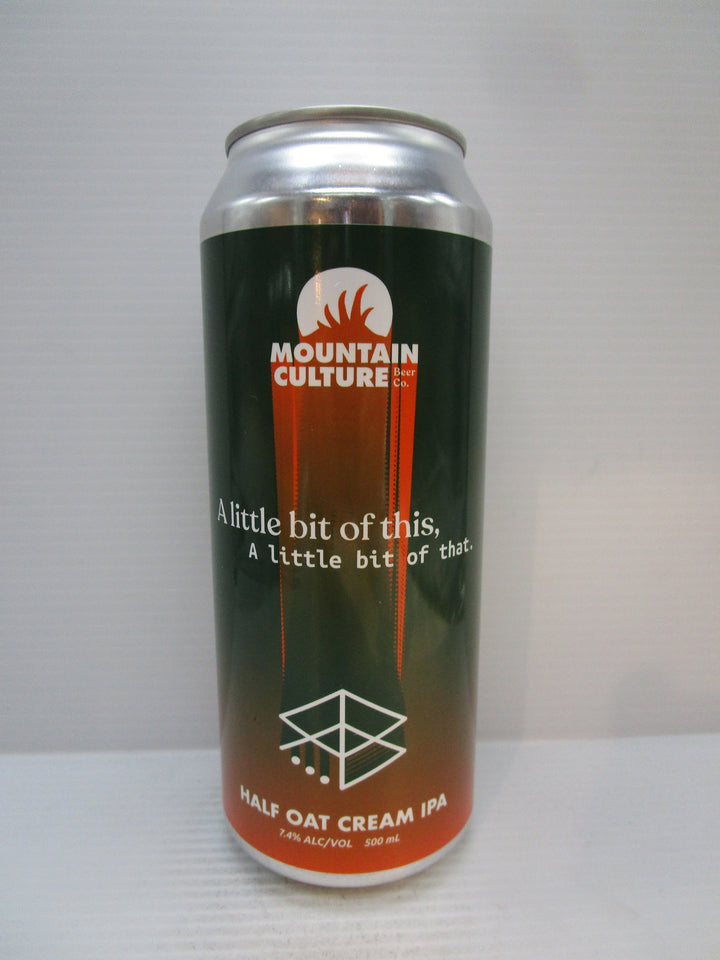 MOUNTAIN
CULTURE Beer Co.
A little bit of this,
A little bit of that.
HALF OAT CREAM IPA
7.4% ALC/VOL 500 mL